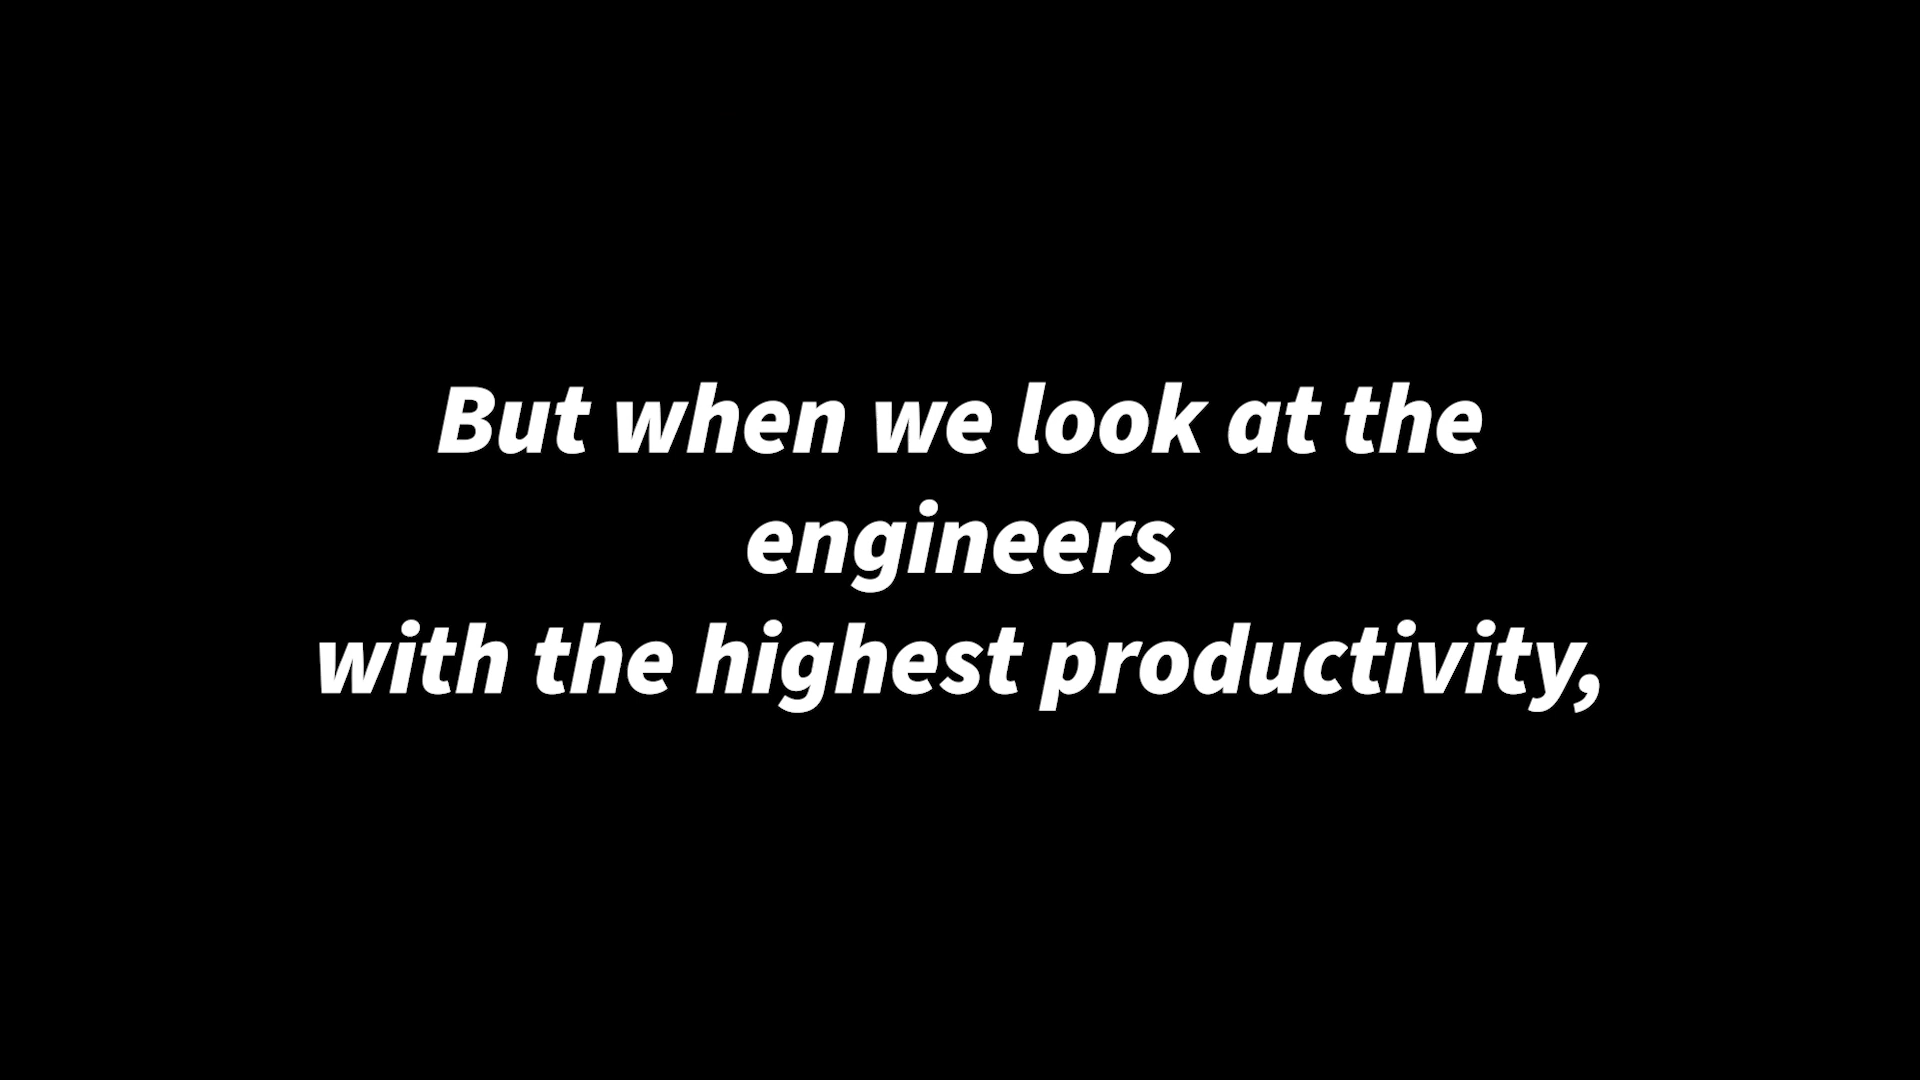 But when we look at the
engineers
with the highest productivity,